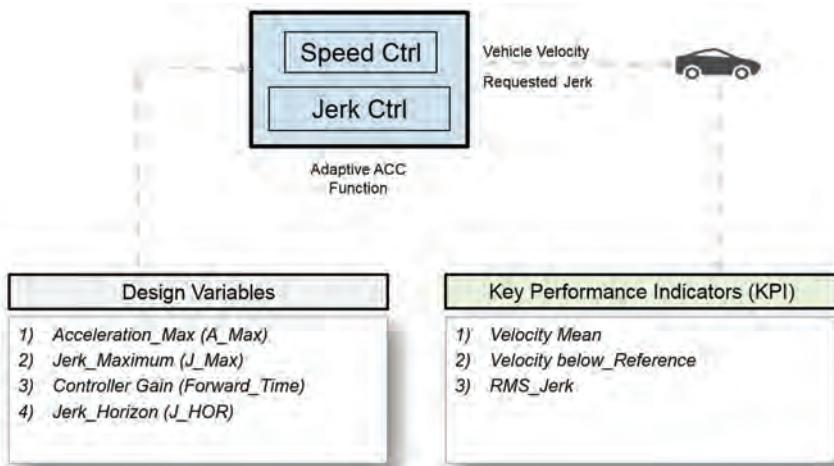 Speed Ctrl
Jerk Ctrl
Vehicle Velocity
Requested Jerk
Adaptive ACC
Function
Design Variables
1) Acceleration_Max (A_Max)
2) Jerk_Maximum (J_Max)
3) Controller Gain (Forward_Time)
4) Jerk_Horizon (J_HOR)
Key Performance Indicators (KPI)
1) Velocity Mean
2) Velocity below_Reference
3) RMS_Jerk